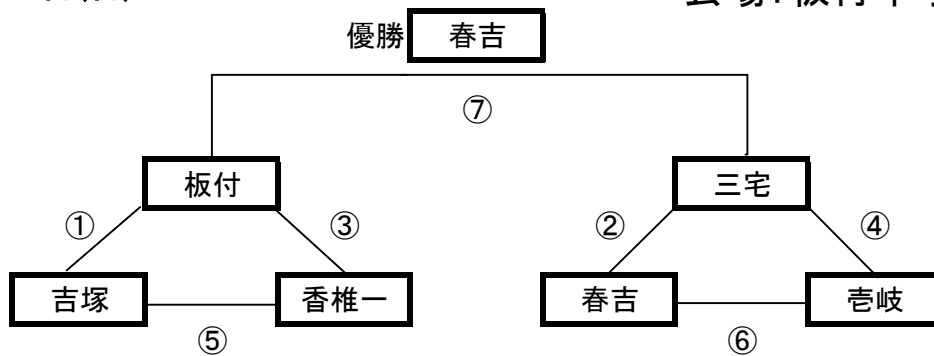 優勝 春吉
⑦
板付 三宅
① ③ ② ④
吉塚 香椎一 春吉 壱岐
⑤ ⑥